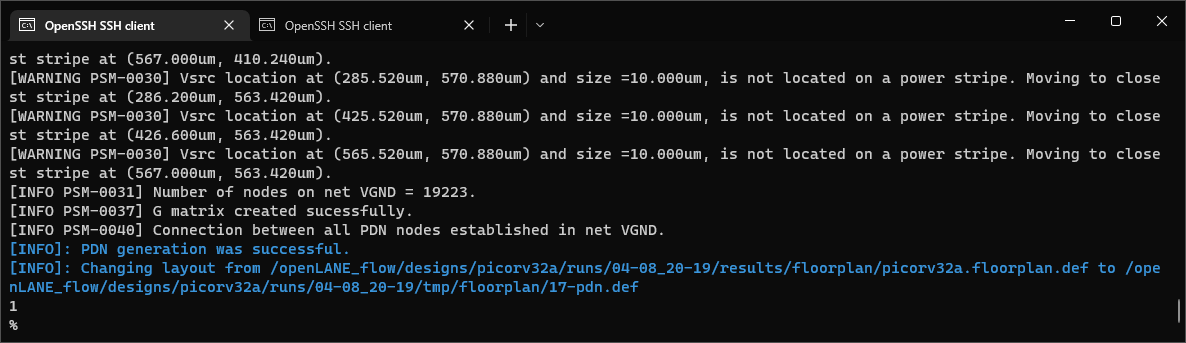 OpenSSH SSH client
OpenSSH SSH client
st stripe at (567.000um, 410.240um).
[WARNING PSM-0030] Vsrc location at (285.520um, 570.880um) and size =10.000um, is not located on a power stripe. Moving to close
st stripe at (286.200um, 563.420um).
[WARNING PSM-0030] Vsrc location at (425.520um, 570.880um) and size =10.000um, is not located on a power stripe. Moving to close
st stripe at (426.600um, 563.420um).
[WARNING PSM-0030] Vsrc location at (565.520um, 570.880um) and size =10.000um, is not located on a power stripe. Moving to close
st stripe at (567.000um, 563.420um).
[INFO PSM-0031] Number of nodes on net VGND = 19223.
[INFO PSM-0037] G matrix created sucessfully.
[INFO PSM-0040] Connection between all PDN nodes established in net VGND.
[INFO]: PDN generation was successful.
[INFO]: Changing layout from /openLANE_flow/designs/picorv32a/runs/04-08_20-19/results/floorplan/picorv32a.floorplan.def to /ope
nLANE_flow/designs/picorv32a/runs/04-08_20-19/tmp/floorplan/17-pdn.def
1
%